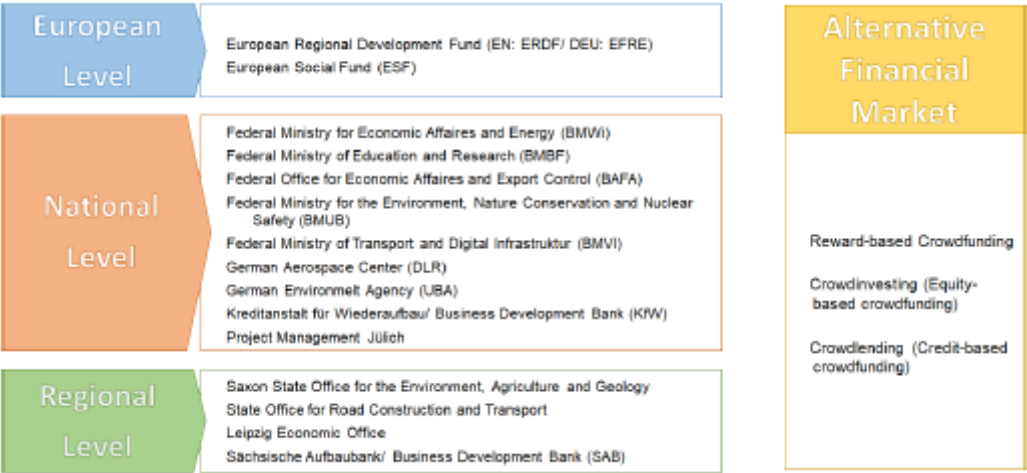 European
Level
European Regional Development Fund (EN: ERDF/ DEU: EFRE)
European Social Fund (ESF)
National
Level
Federal Ministry for Economic Affaires and Energy (BMWi)
Federal Ministry of Education and Research (BMBF)
Federal Office for Economic Affaires and Export Control (BAFA)
Federal Ministry for the Environment, Nature Conservation and Nuclear
Safety (BMUB)
Federal Ministry of Transport and Digital Infrastruktur (BMVI)
German Aerospace Center (DLR)
German Environmelt Agency (UBA)
Kreditanstalt für Wiederaufbau/ Business Development Bank (KfW)
Project Management Jülich
Regional
Level
Saxon State Office for the Environment, Agriculture and Geology
State Office for Road Construction and Transport
Leipzig Economic Office
Sächsische Aufbaubank/ Business Development Bank (SAB)
Alternative
Financial
Market
Reward-based Crowdfunding
Crowdinvesting (Equity-
based crowdfunding)
Crowdlending (Credit-based
crowdfunding)